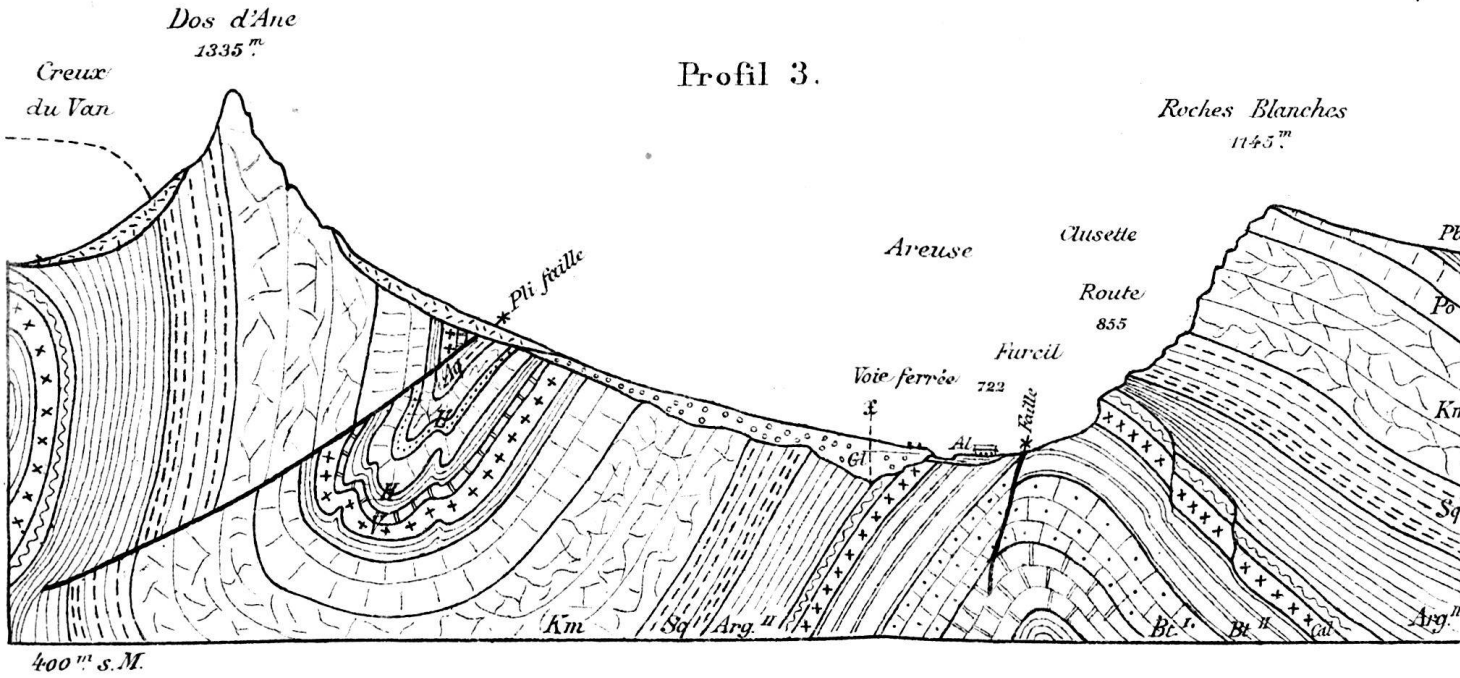 Dos d'Ane
1335 m.
Creux
du Van
Profil 3.
Roches Blanches
1145 m
Pli faille
Areuse
Clusette
Route
855
Furcil
Voie ferrée
722
Faille
Pb
Po
Km
Sq
Aq
H
H
V
Gl
Al
Km
Sq
Arg. II
Bt. I.
Bt II
Cal
Arg. II
400 m. s. M.